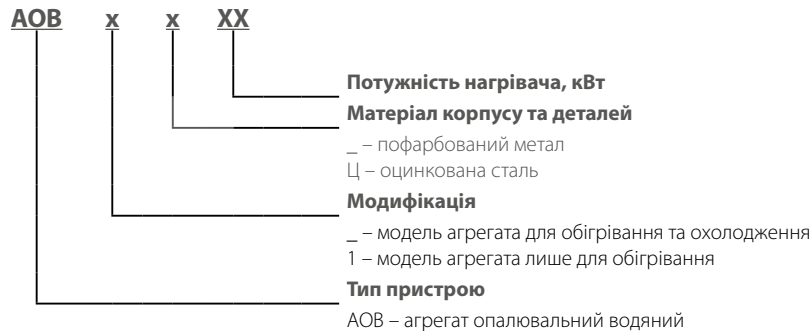 АОВ х х ХХ
Потужність нагрівача, кВт
Матеріал корпусу та деталей
_ – пофарбований метал
Ц – оцинкована сталь
Модифікація
_ – модель агрегата для обігрівання та охолодження
1 – модель агрегата лише для обігрівання
Тип пристрою
АОВ – агрегат опалювальний водяний